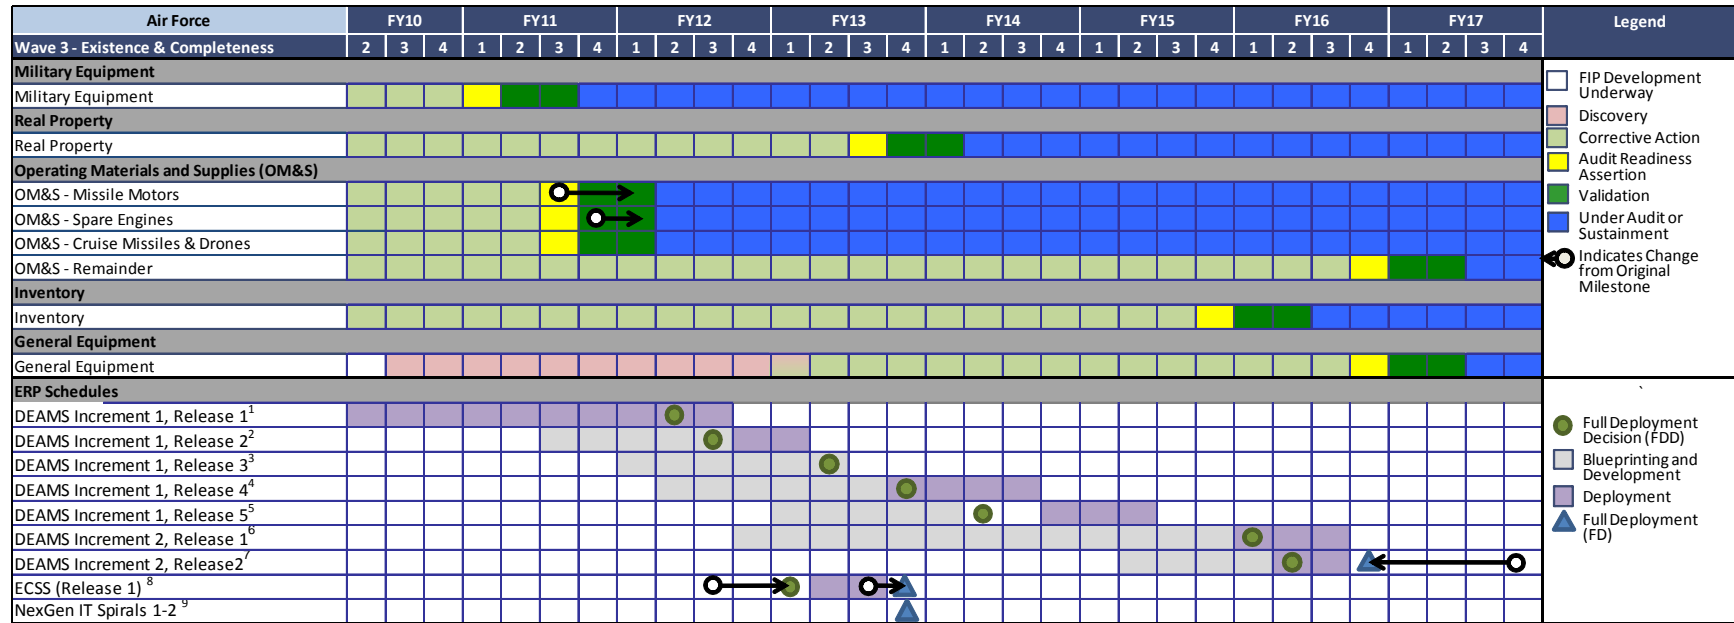 Air Force FY10 FY11 FY12 FY13 FY14 FY15 FY16 FY17 Legend
Wave 3 - Existence & Completeness 2 3 4 1 2 3 4 1 2 3 4 1 2 3 4 1 2 3 4 1 2 3 4 1 2 3 4 1 2 3 4
Military Equipment
Military Equipment
Real Property
Real Property
Operating Materials and Supplies (OM&S)
OM&S - Missile Motors
OM&S - Spare Engines
OM&S - Cruise Missiles & Drones
OM&S - Remainder
Inventory
Inventory
General Equipment
General Equipment
ERP Schedules
DEAMS Increment 1, Release 1¹
DEAMS Increment 1, Release 2²
DEAMS Increment 1, Release 3³
DEAMS Increment 1, Release 4⁴
DEAMS Increment 1, Release 5⁵
DEAMS Increment 2, Release 1⁶
DEAMS Increment 2, Release2⁷
ECSS (Release 1) ⁸
NexGen IT Spirals 1-2 ⁹
FIP Development
Underway
Discovery
Corrective Action
Audit Readiness
Assertion
Validation
Under Audit or
Sustainment
Indicates Change
from Original
Milestone
`
Full Deployment
Decision (FDD)
Blueprinting and
Development
Deployment
Full Deployment
(FD)